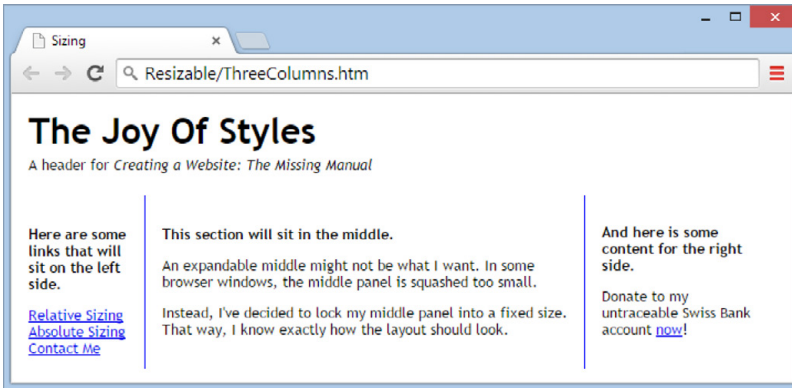 Sizing
Resizable/ThreeColumns.htm
The Joy Of Styles
A header for Creating a Website: The Missing Manual
Here are some
links that will
sit on the left
side.
Relative Sizing
Absolute Sizing
Contact Me
This section will sit in the middle.
An expandable middle might not be what I want. In some
browser windows, the middle panel is squashed too small.
Instead, I've decided to lock my middle panel into a fixed size.
That way, I know exactly how the layout should look.
And here is some
content for the right
side.
Donate to my
untraceable Swiss Bank
account now!